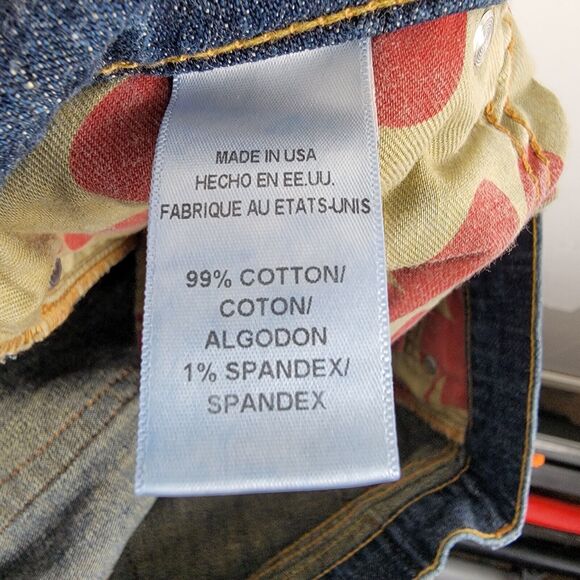 MADE IN USA
HECHO EN EE.UU.
FABRIQUE AU ETATS-UNIS
99% COTTON/
COTON/
ALGODON
1% SPANDEX/
SPANDEX